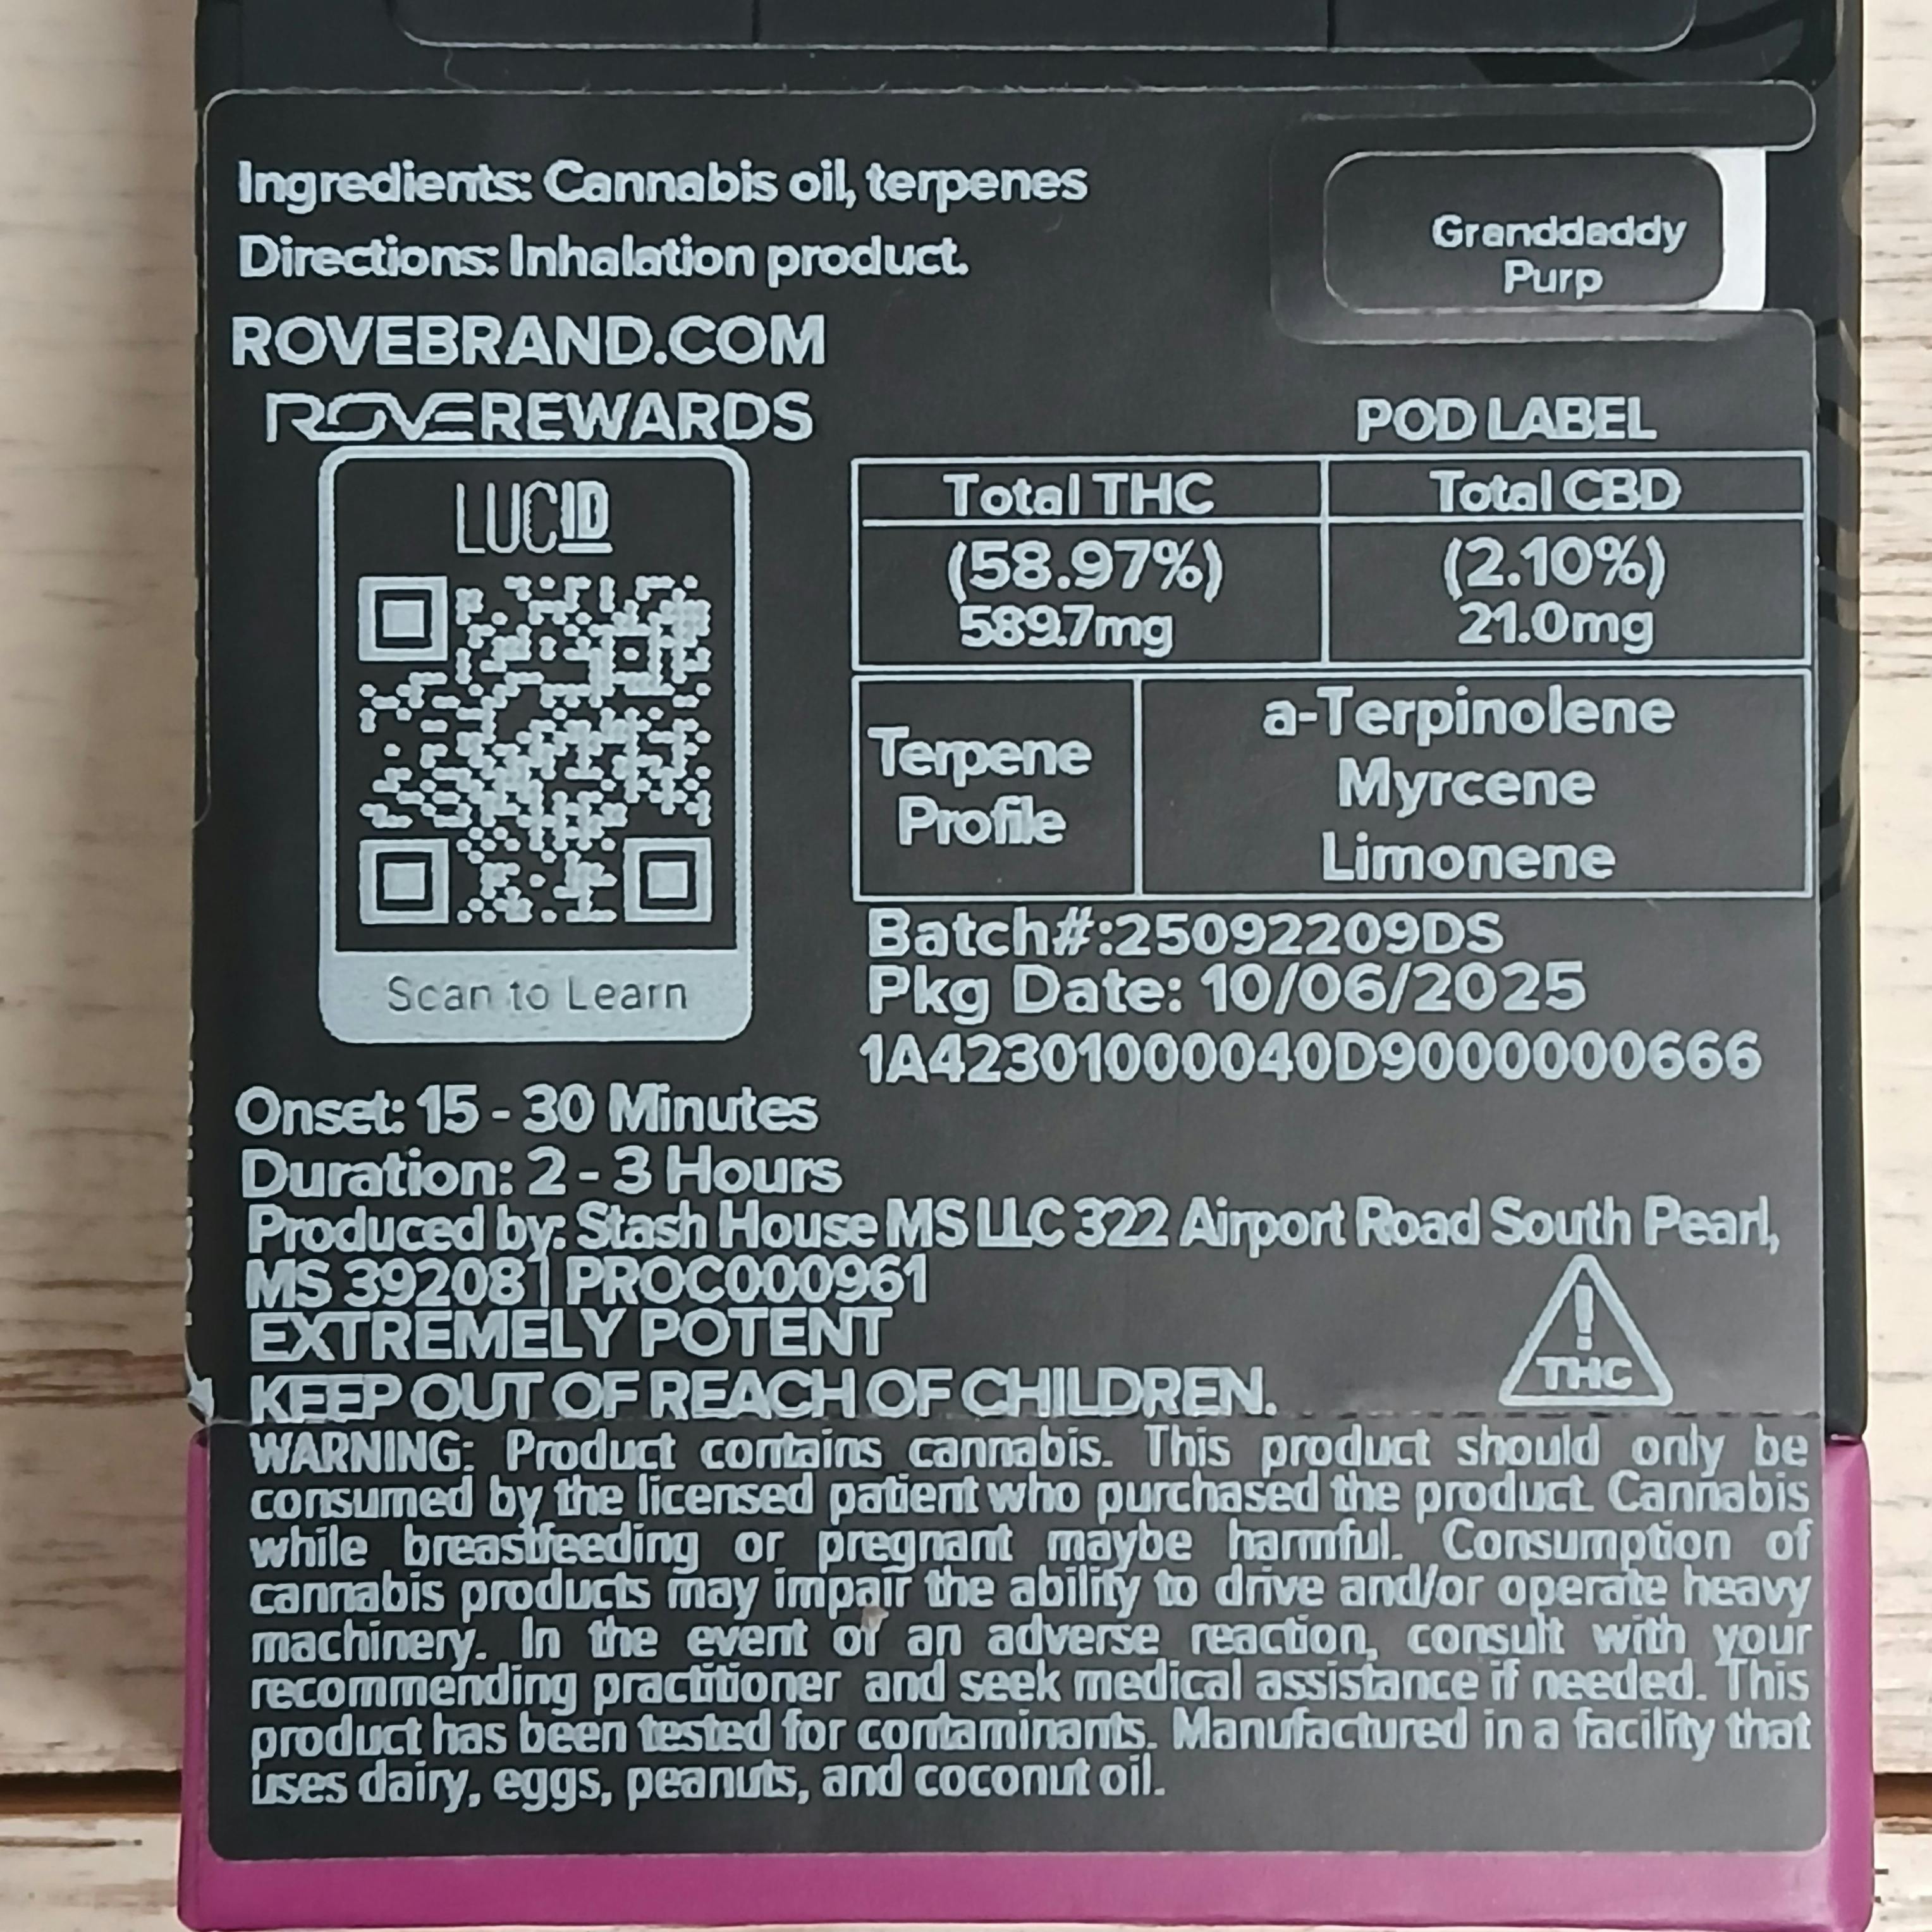 Ingredients: Cannabis oil, terpenes
Directions: Inhalation product.
Granddaddy
Purp
ROVEBRAND.COM
ROVE REWARDS
LUCID
Scan to Learn
POD LABEL
Total THC
Total CBD
(58.97%)
(2.10%)
589.7mg
21.0mg
Terpene
Profile
a-Terpinolene
Myrcene
Limonene
Batch#:25092209DS
Pkg Date: 10/06/2025
1A42301000040D9000000666
Onset: 15 - 30 Minutes
Duration: 2 - 3 Hours
Produced by: Stash House MS LLC 322 Airport Road South Pearl,
MS 39208 | PROC000961
EXTREMELY POTENT
KEEP OUT OF REACH OF CHILDREN.
!
THC
WARNING: Product contains cannabis. This product should only be
consumed by the licensed patient who purchased the product. Cannabis
while breastfeeding or pregnant maybe harmful. Consumption of
cannabis products may impair the ability to drive and/or operate heavy
machinery. In the event of an adverse reaction, consult with your
recommending practitioner and seek medical assistance if needed. This
product has been tested for contaminants. Manufactured in a facility that
uses dairy, eggs, peanuts, and coconut oil.